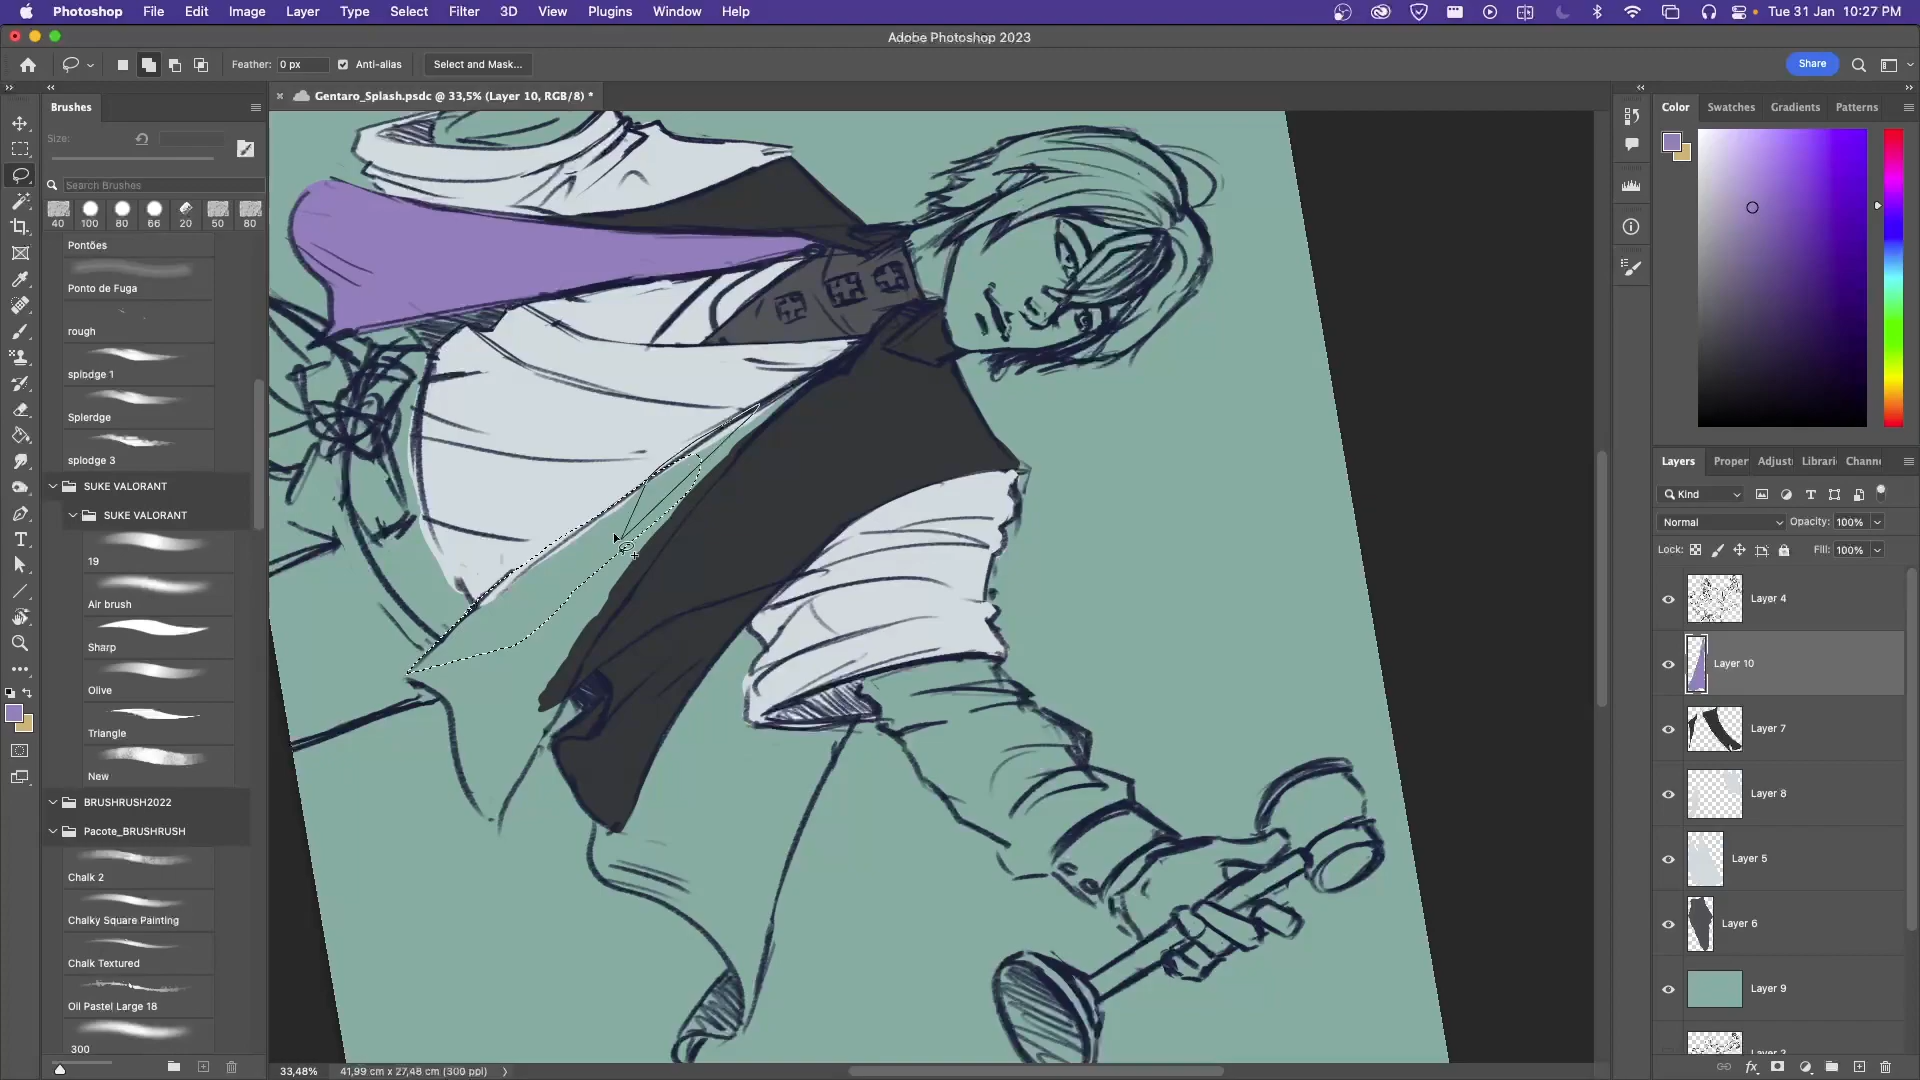 Photoshop File Edit Image Layer Type Select Filter 3D View Plugins Window Help Tue 31 Jan 10:27 PM
Adobe Photoshop 2023
Feather: 0 px Anti-alias Select and Mask... Share
Gentaro_Splash.psdc @ 33,5% (Layer 10, RGB/8) *
Brushes
Size:
Search Brushes
40 100 80 66 20 50 80
Pontões
Ponto de Fuga
rough
splodge 1
Splerdge
splodge 3
SUKE VALORANT
SUKE VALORANT
19
Air brush
Sharp
Olive
Triangle
New
BRUSHRUSH2022
Pacote_BRUSHRUSH
Chalk 2
Chalky Square Painting
Chalk Textured
Oil Pastel Large 18
300
33,48% 41,99 cm x 27,48 cm (300 ppi)
Color Swatches Gradients Patterns
Layers Proper Adjust Librari Chann
Kind
Normal Opacity: 100%
Lock: Fill: 100%
Layer 4
Layer 10
Layer 7
Layer 8
Layer 5
Layer 6
Layer 9
Layer 2